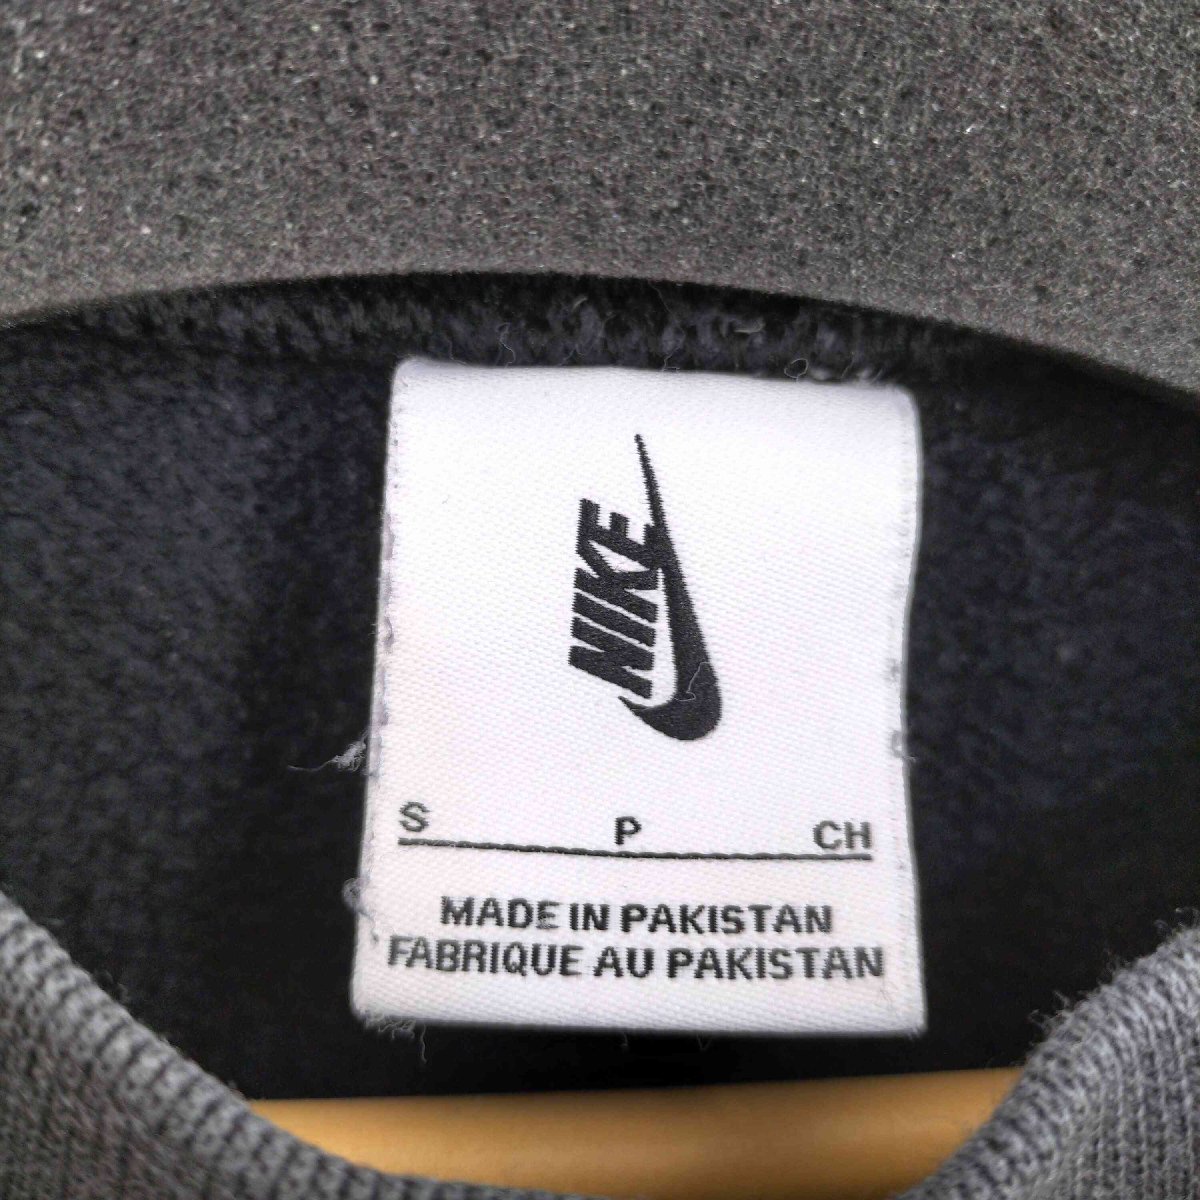 NIKE
S P CH
MADE IN PAKISTAN
FABRIQUE AU PAKISTAN